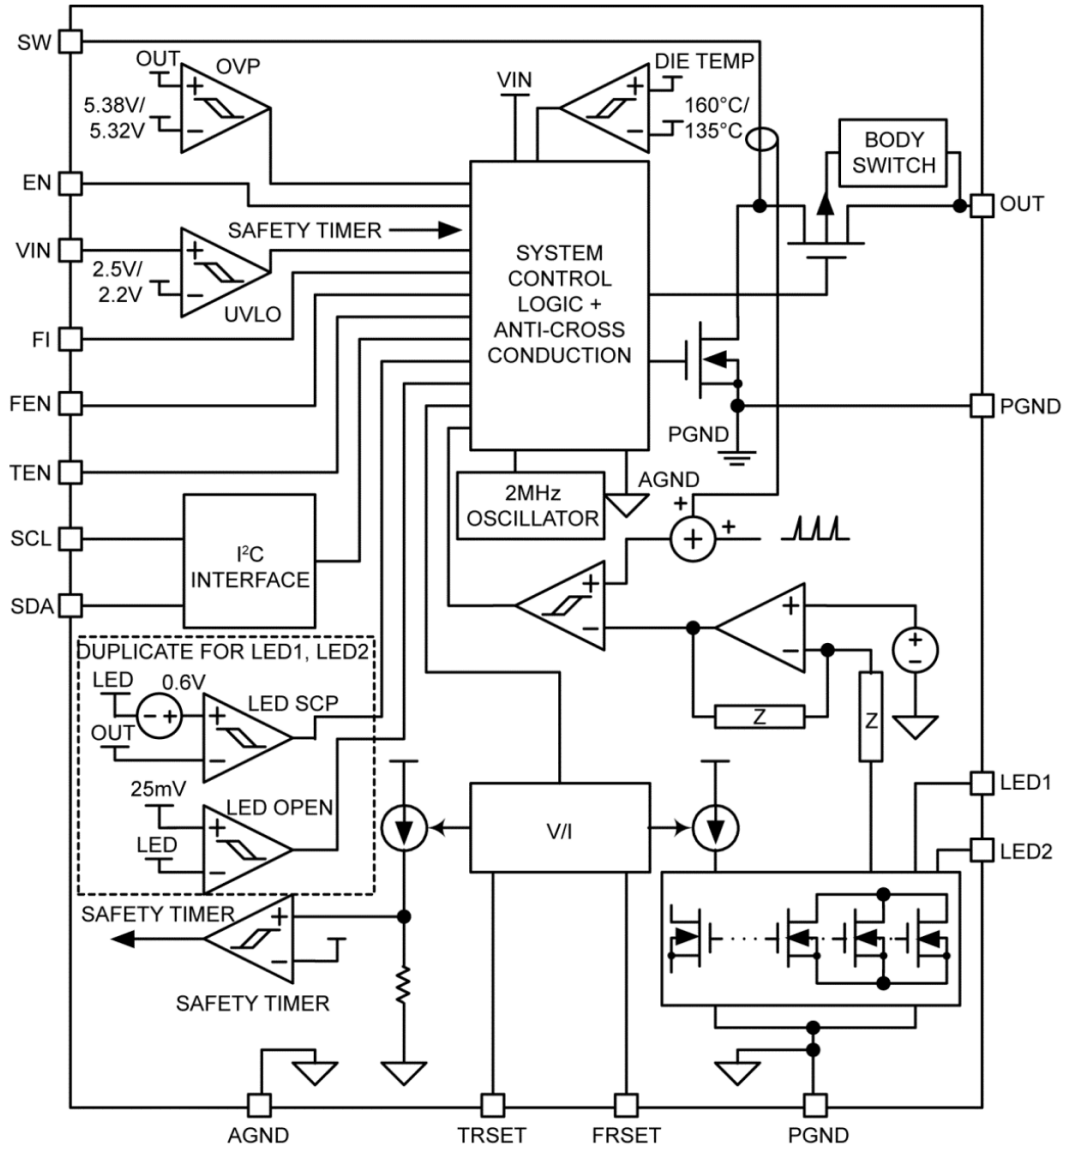 SW
OUT
OVP
5.38V/
5.32V
+
−
VIN
DIE TEMP
160°C/
135°C
+
−
BODY
SWITCH
OUT
EN
SAFETY TIMER
VIN
2.5V/
2.2V
+
−
UVLO
SYSTEM
CONTROL
LOGIC +
ANTI-CROSS
CONDUCTION
FI
FEN
PGND
PGND
TEN
2MHz
OSCILLATOR
AGND
+
+
+
SCL
I²C
INTERFACE
SDA
+
−
+
−
+
−
DUPLICATE FOR LED1, LED2
LED
0.6V
− +
LED SCP
+
−
OUT
Z
Z
25mV
LED OPEN
+
−
LED
V/I
LED1
LED2
SAFETY TIMER
+
−
SAFETY TIMER
AGND
TRSET
FRSET
PGND